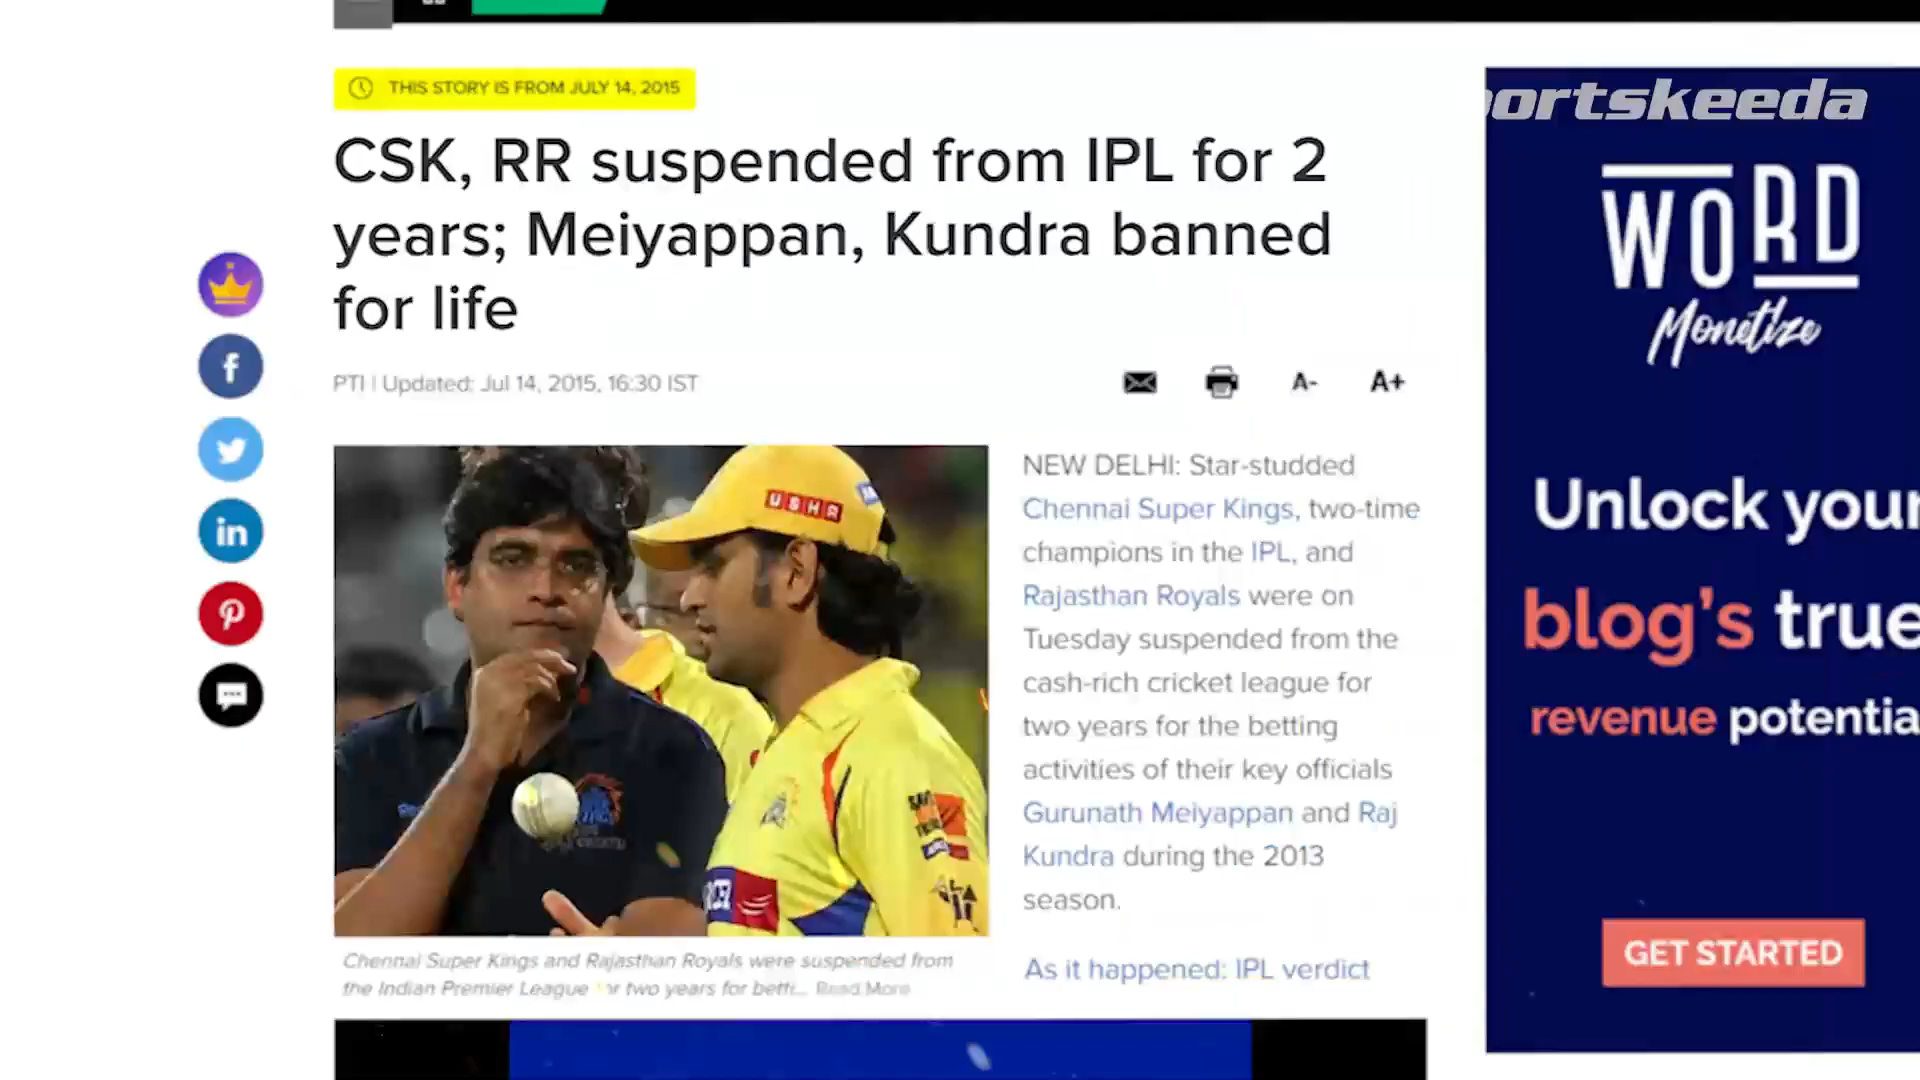 THIS STORY IS FROM JULY 14, 2015
portskeeda
CSK, RR suspended from IPL for 2
years; Meiyappan, Kundra banned
for life
PTI | Updated: Jul 14, 2015, 16:30 IST
A- A+
NEW DELHI: Star-studded
Chennai Super Kings, two-time
champions in the IPL, and
Rajasthan Royals were on
Tuesday suspended from the
cash-rich cricket league for
two years for the betting
activities of their key officials
Gurunath Meiyappan and Raj
Kundra during the 2013
season.
As it happened: IPL verdict
USHA
Chennai Super Kings and Rajasthan Royals were suspended from
the Indian Premier League for two years for betti... Read More
WORD
Monetize
Unlock your
blog's true
revenue potentia
GET STARTED